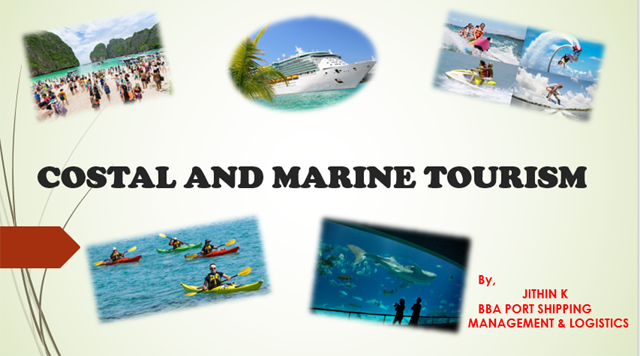 COSTAL AND MARINE TOURISM
By,
JITHIN K
BBA PORT SHIPPING
MANAGEMENT & LOGISTICS